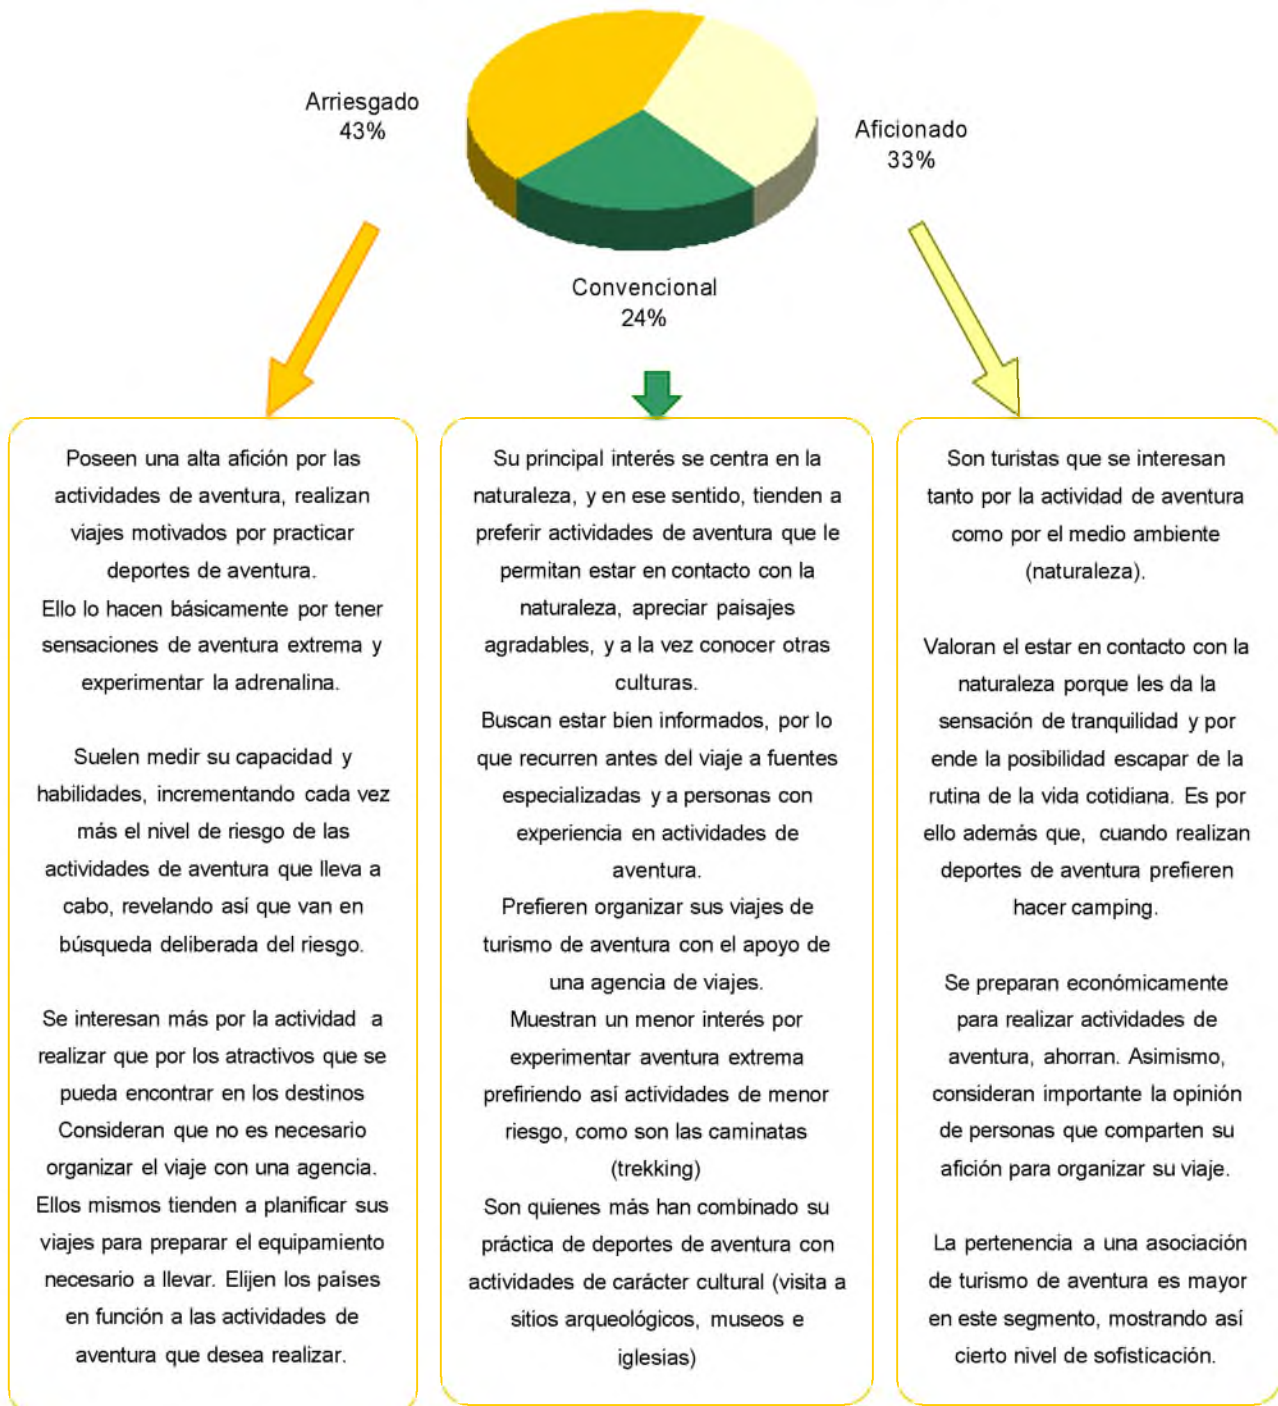 Arriesgado
43%
Aficionado
33%
Convencional
24%
Poseen una alta afición por las
actividades de aventura, realizan
viajes motivados por practicar
deportes de aventura.
Ello lo hacen básicamente por tener
sensaciones de aventura extrema y
experimentar la adrenalina.
Suelen medir su capacidad y
habilidades, incrementando cada vez
más el nivel de riesgo de las
actividades de aventura que lleva a
cabo, revelando así que van en
búsqueda deliberada del riesgo.
Se interesan más por la actividad a
realizar que por los atractivos que se
pueda encontrar en los destinos
Consideran que no es necesario
organizar el viaje con una agencia.
Ellos mismos tienden a planificar sus
viajes para preparar el equipamiento
necesario a llevar. Elijen los países
en función a las actividades de
aventura que desea realizar.
Su principal interés se centra en la
naturaleza, y en ese sentido, tienden a
preferir actividades de aventura que le
permitan estar en contacto con la
naturaleza, apreciar paisajes
agradables, y a la vez conocer otras
culturas.
Buscan estar bien informados, por lo
que recurren antes del viaje a fuentes
especializadas y a personas con
experiencia en actividades de
aventura.
Prefieren organizar sus viajes de
turismo de aventura con el apoyo de
una agencia de viajes.
Muestran un menor interés por
experimentar aventura extrema
prefiriendo así actividades de menor
riesgo, como son las caminatas
(trekking)
Son quienes más han combinado su
práctica de deportes de aventura con
actividades de carácter cultural (visita a
sitios arqueológicos, museos e
iglesias)
Son turistas que se interesan
tanto por la actividad de aventura
como por el medio ambiente
(naturaleza).
Valoran el estar en contacto con la
naturaleza porque les da la
sensación de tranquilidad y por
ende la posibilidad escapar de la
rutina de la vida cotidiana. Es por
ello además que, cuando realizan
deportes de aventura prefieren
hacer camping.
Se preparan económicamente
para realizar actividades de
aventura, ahorran. Asimismo,
consideran importante la opinión
de personas que comparten su
afición para organizar su viaje.
La pertenencia a una asociación
de turismo de aventura es mayor
en este segmento, mostrando así
cierto nivel de sofisticación.